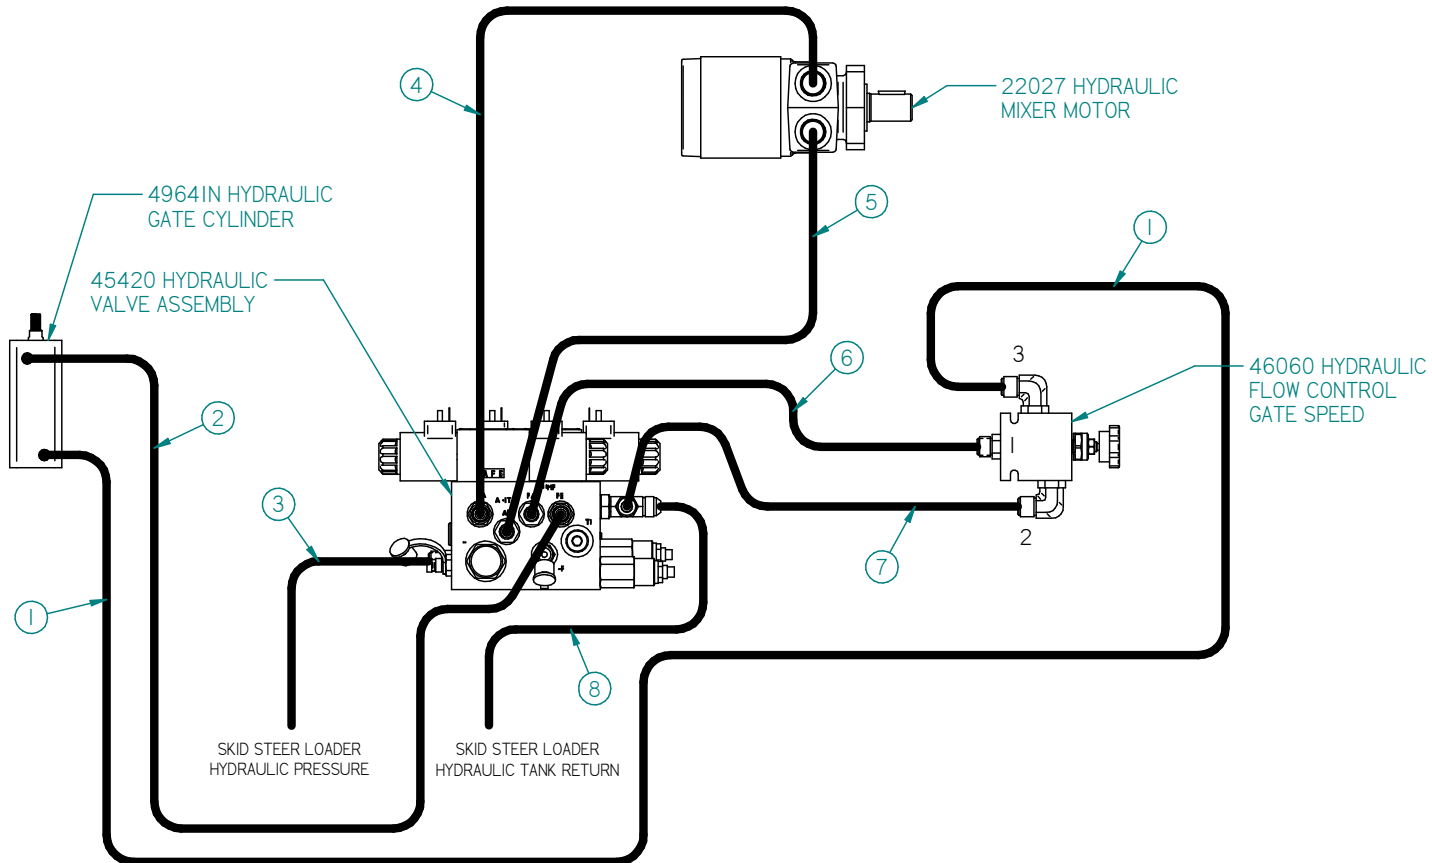 4
22027 HYDRAULIC
MIXER MOTOR
4964IN HYDRAULIC
GATE CYLINDER
5
1
45420 HYDRAULIC
VALVE ASSEMBLY
3
6
46060 HYDRAULIC
FLOW CONTROL
GATE SPEED
2
1
3
2
7
T1
1
8
SKID STEER LOADER
HYDRAULIC PRESSURE
SKID STEER LOADER
HYDRAULIC TANK RETURN